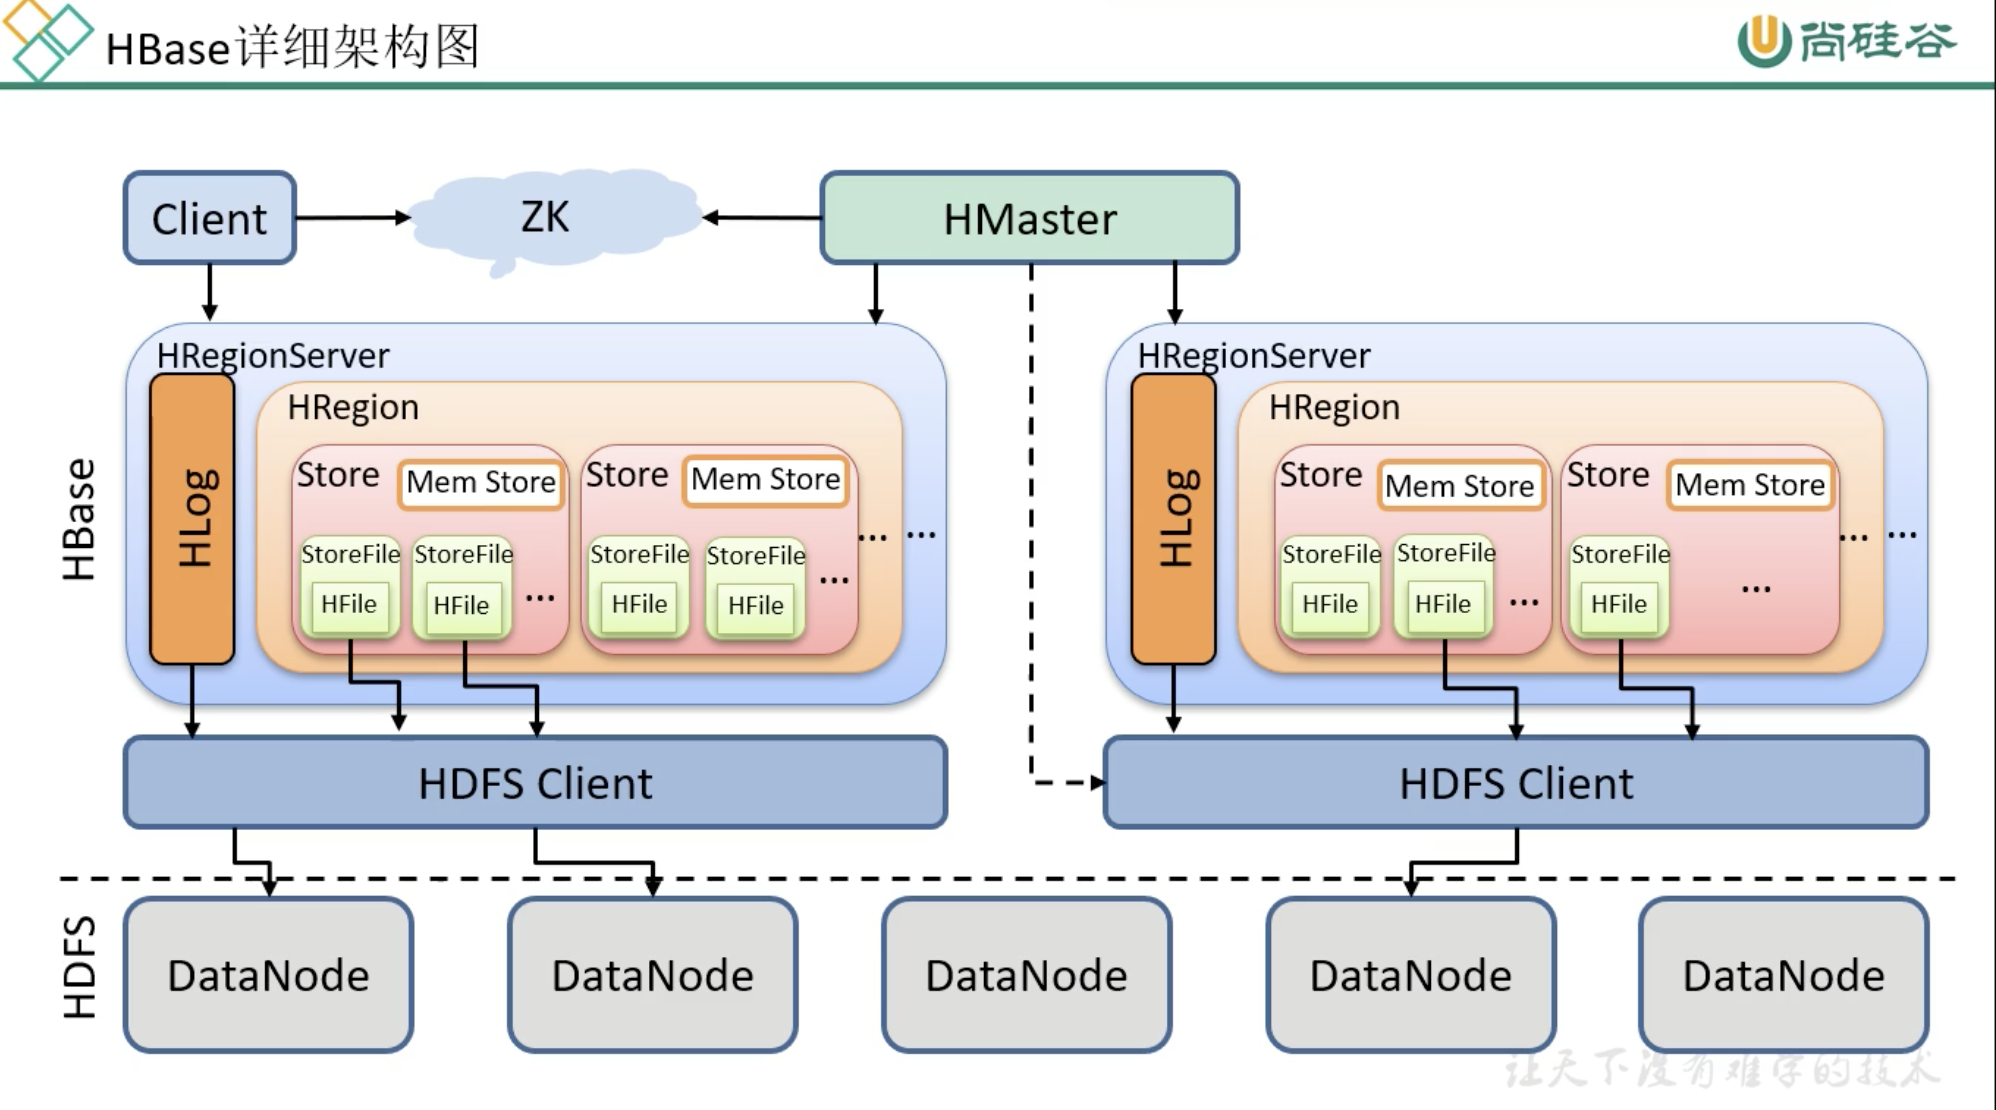 HBase详细架构图
尚硅谷
Client
ZK
HMaster
HBase
HRegionServer
HLog
HRegion
Store
Mem Store
StoreFile
HFile
StoreFile
HFile
...
Store
Mem Store
StoreFile
HFile
StoreFile
HFile
...
... ...
HRegionServer
HLog
HRegion
Store
Mem Store
StoreFile
HFile
StoreFile
HFile
...
Store
Mem Store
StoreFile
HFile
...
... ...
HDFS Client
HDFS Client
HDFS
DataNode
DataNode
DataNode
DataNode
DataNode
让天下没有难学的技术